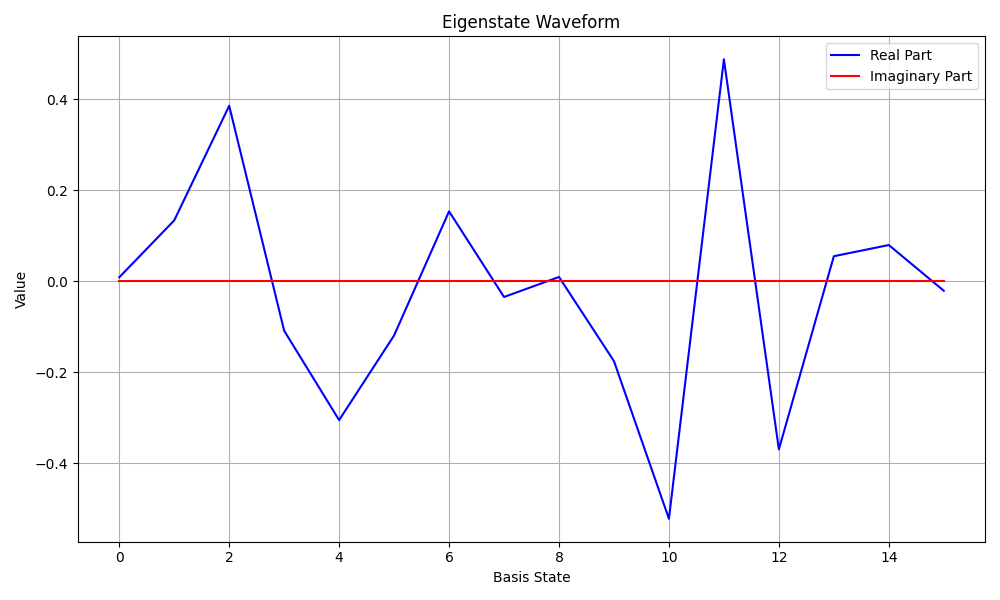 Eigenstate Waveform
Real Part
Imaginary Part
0.4
0.2
0.0
−0.2
−0.4
Value
0 2 4 6 8 10 12 14
Basis State